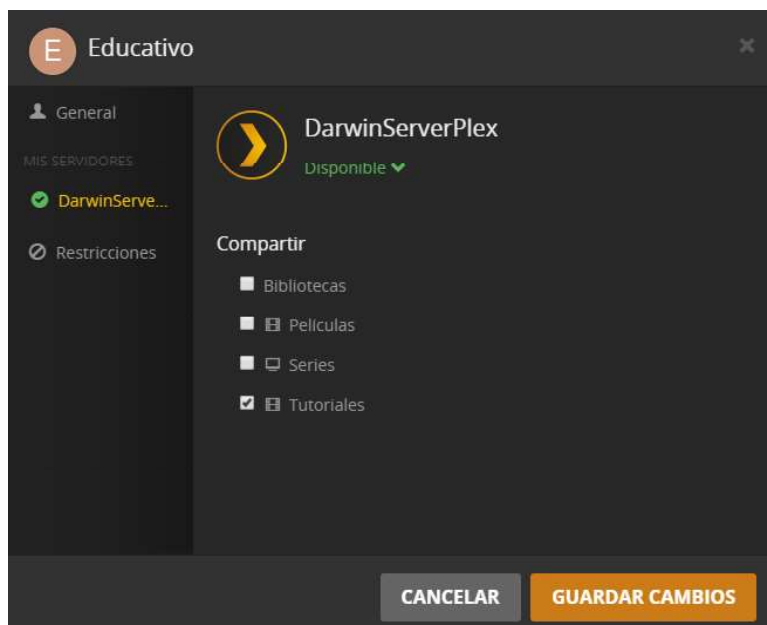 E Educativo
General
MIS SERVIDORES
DarwinServe...
Restricciones
DarwinServerPlex
Disponible
Compartir
Bibliotecas
Películas
Series
Tutoriales
CANCELAR
GUARDAR CAMBIOS